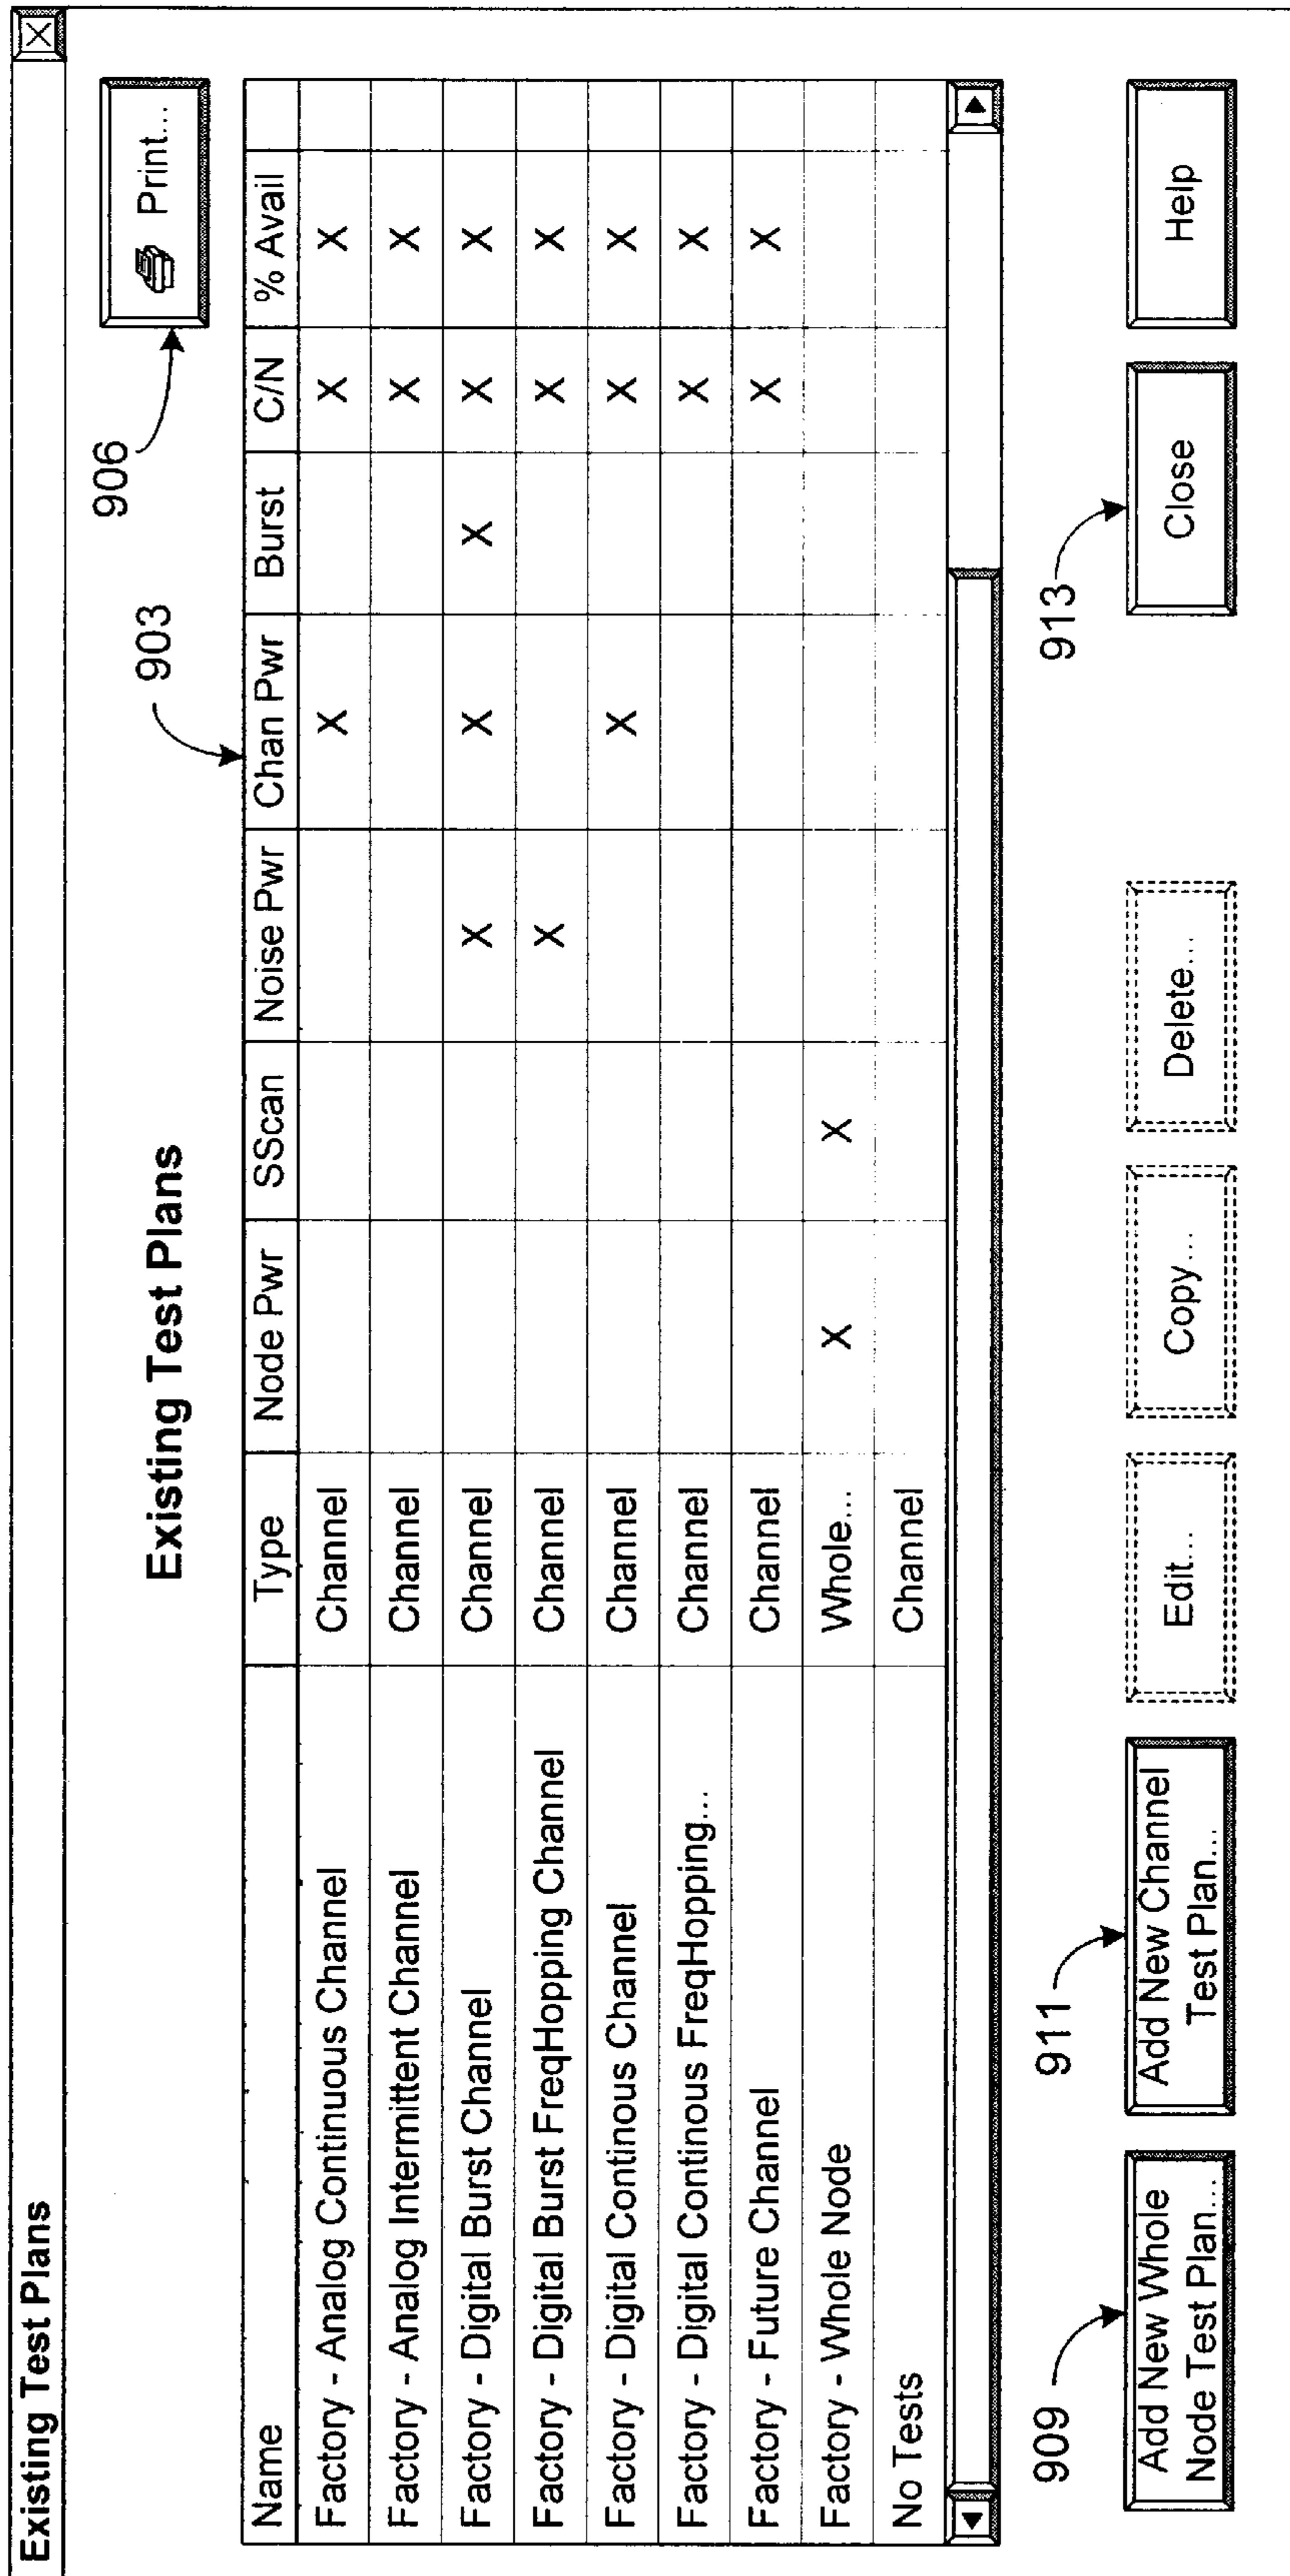 Existing Test Plans
X
Existing Test Plans
906
Print...
903
Name Type Node Pwr SScan Noise Pwr Chan Pwr Burst C/N % Avail
Factory - Analog Continuous Channel Channel X X X
Factory - Analog Intermittent Channel Channel X X
Factory - Digital Burst Channel Channel X X X X X
Factory - Digital Burst FreqHopping Channel Channel X X X
Factory - Digital Continous Channel Channel X X X
Factory - Digital Continous FreqHopping... Channel X X
Factory - Future Channel Channel X X
Factory - Whole Node Whole... X X
No Tests Channel
909
911
913
Add New Whole
Node Test Plan...
Add New Channel
Test Plan...
Edit...
Copy...
Delete...
Close
Help